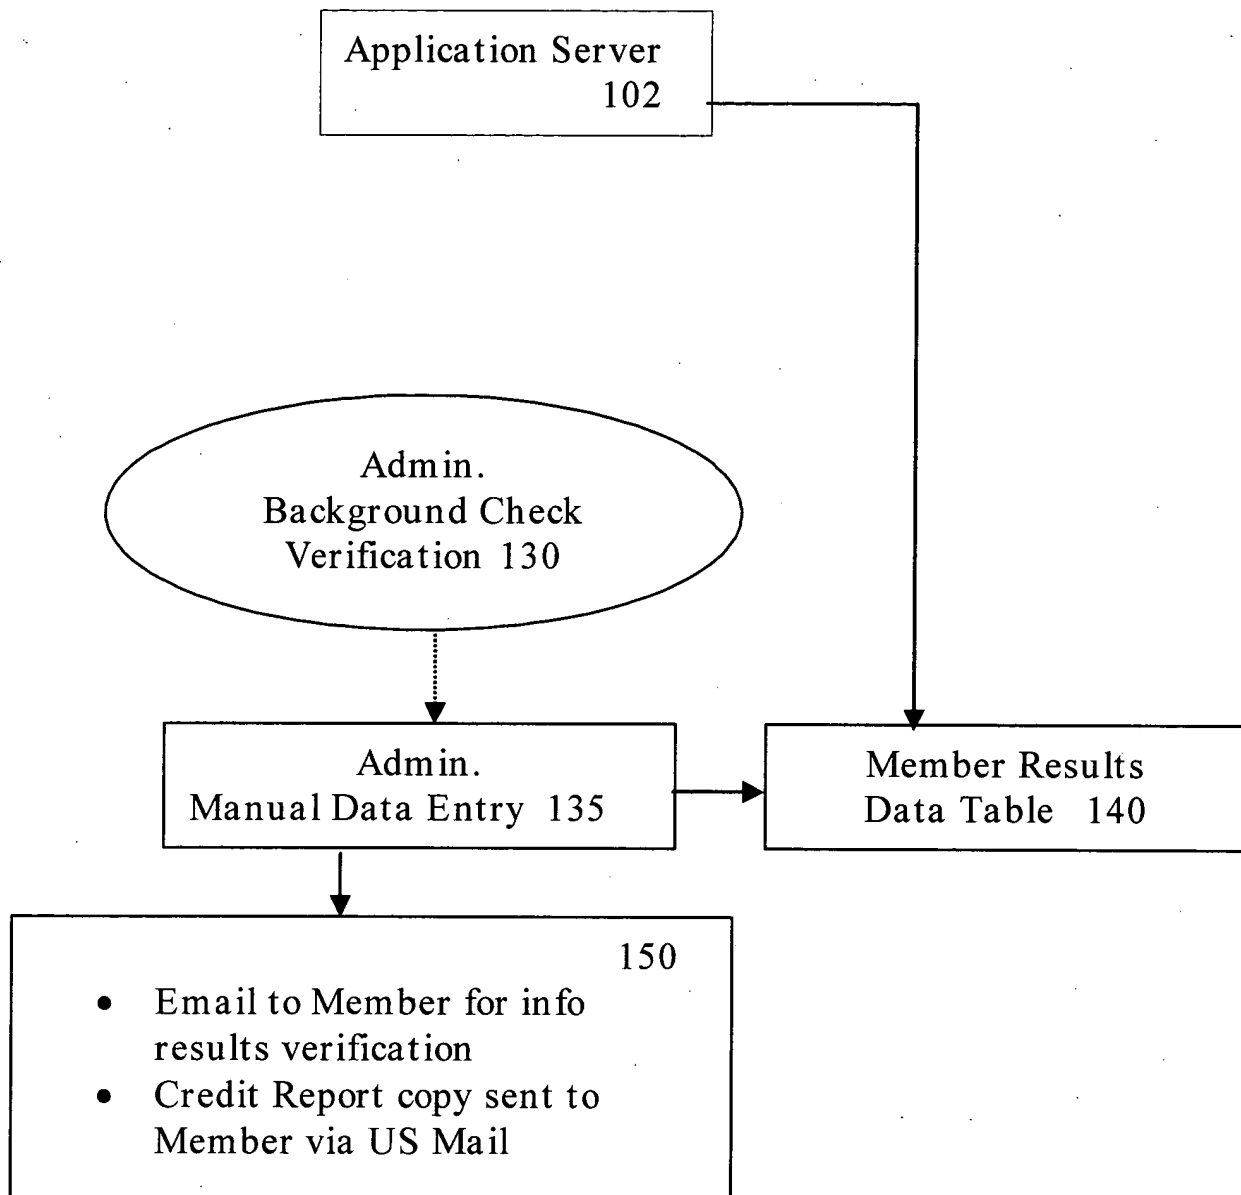 Application Server
102
Admin.
Background Check
Verification 130
Admin.
Manual Data Entry 135
Member Results
Data Table 140
150
• Email to Member for info
results verification
• Credit Report copy sent to
Member via US Mail